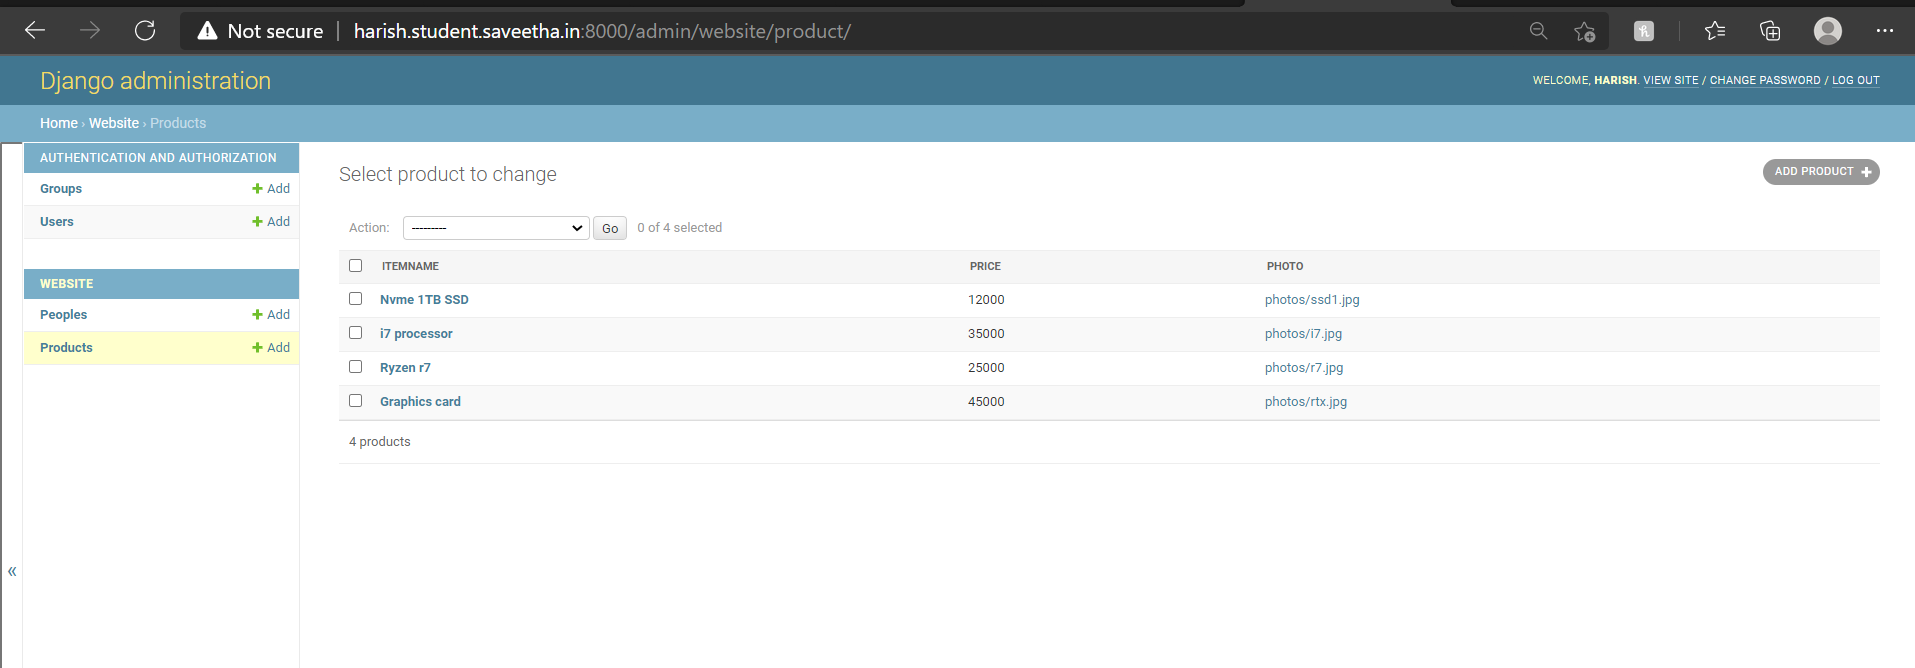 Not secure | harish.student.saveetha.in:8000/admin/website/product/
Django administration
WELCOME, HARISH. VIEW SITE / CHANGE PASSWORD / LOG OUT
Home › Website › Products
AUTHENTICATION AND AUTHORIZATION
Groups + Add
Users + Add
WEBSITE
Peoples + Add
Products + Add
«
Select product to change
ADD PRODUCT +
Action: --------- Go 0 of 4 selected
ITEMNAME PRICE PHOTO
Nvme 1TB SSD 12000 photos/ssd1.jpg
i7 processor 35000 photos/i7.jpg
Ryzen r7 25000 photos/r7.jpg
Graphics card 45000 photos/rtx.jpg
4 products